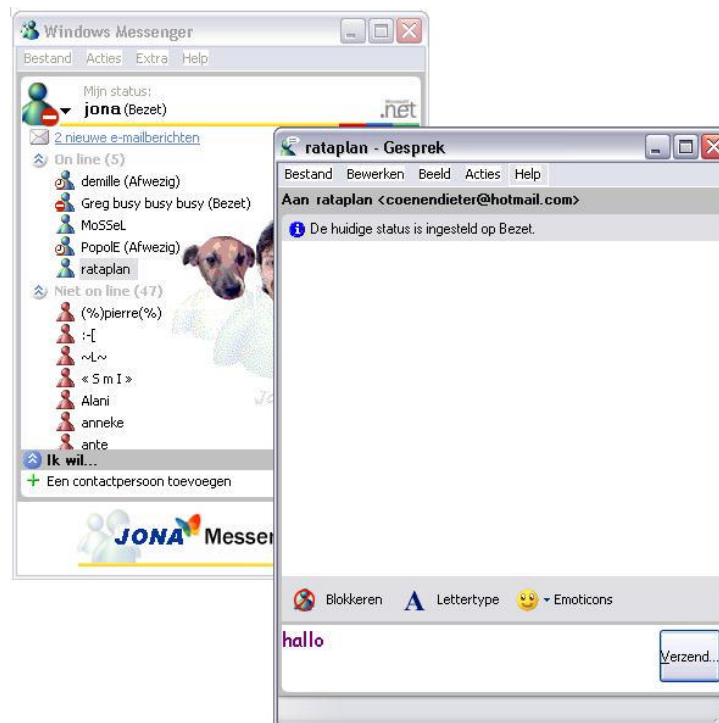 Windows Messenger
Bestand Acties Extra Help
Mijn status:
jona (Bezet)
.net
2 nieuwe e-mailberichten
On line (5)
demille (Afwezig)
Greg busy busy busy (Bezet)
MoSSeL
PopolE (Afwezig)
rataplan
Niet on line (47)
(%)pierre(%)
:-[
~L~
« S m I »
Alani
anneke
ante
Ik wil...
Een contactpersoon toevoegen
JONA Messen
rataplan - Gesprek
Bestand Bewerken Beeld Acties Help
Aan rataplan <coenendieter@hotmail.com>
De huidige status is ingesteld op Bezet.
Blokkeren A Lettertype Emoticons
hallo
Verzend...